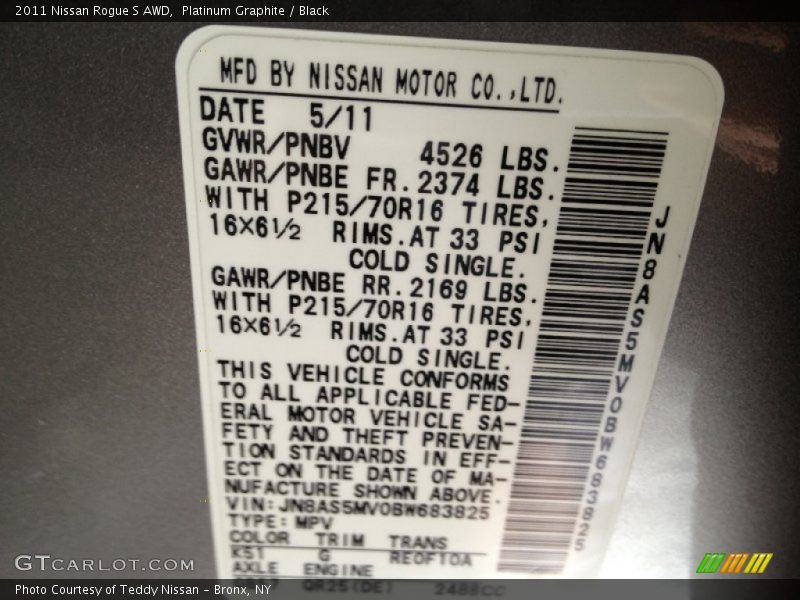 2011 Nissan Rogue S AWD, Platinum Graphite / Black
MFD BY NISSAN MOTOR CO.,LTD.
DATE 5/11
GVWR/PNBV 4526 LBS.
GAWR/PNBE FR. 2374 LBS.
WITH P215/70R16 TIRES,
16×6½ RIMS. AT 33 PSI
COLD SINGLE.
GAWR/PNBE RR. 2169 LBS.
WITH P215/70R16 TIRES,
16×6½ RIMS. AT 33 PSI
COLD SINGLE.
THIS VEHICLE CONFORMS
TO ALL APPLICABLE FED-
ERAL MOTOR VEHICLE SA-
FETY AND THEFT PREVEN-
TION STANDARDS IN EFF-
ECT ON THE DATE OF MA-
NUFACTURE SHOWN ABOVE.
VIN: JN8AS5MV0BW683825
TYPE: MPV
COLOR TRIM TRANS
K51 G RE0F10A
AXLE ENGINE
QR25(DE) 2488CC
JN8AS5MV0BW683825
GTCARLOT.COM
Photo Courtesy of Teddy Nissan - Bronx, NY